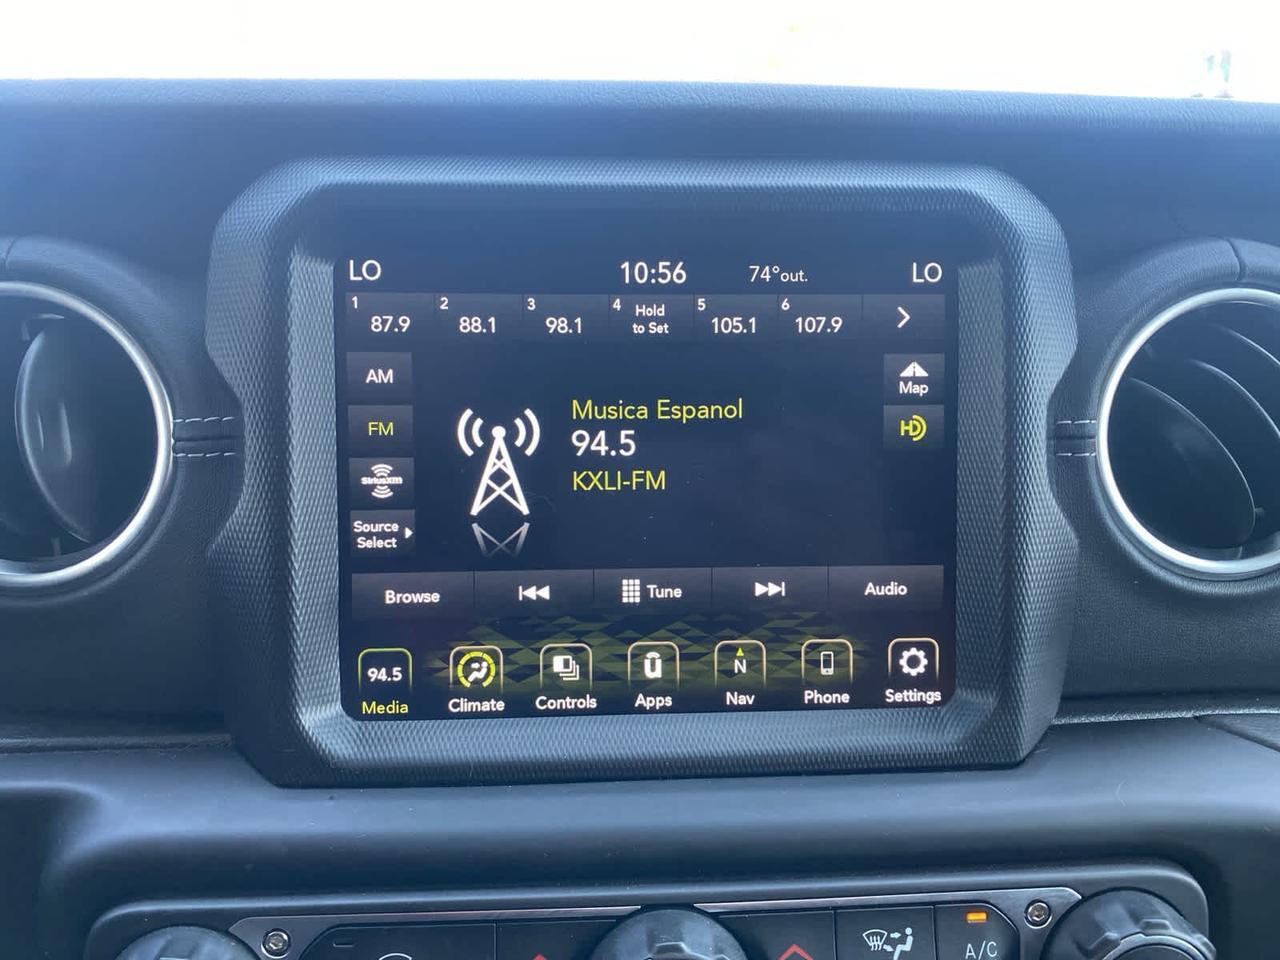 LO
10:56
74°out.
LO
1
87.9
2
88.1
3
98.1
4
Hold
to Set
5
105.1
6
107.9
AM
FM
SiriusXM
Source
Select
Musica Espanol
94.5
KXLI-FM
Map
HD
Browse
Tune
Audio
94.5
Media
Climate
Controls
Apps
N
Nav
Phone
Settings
A/C